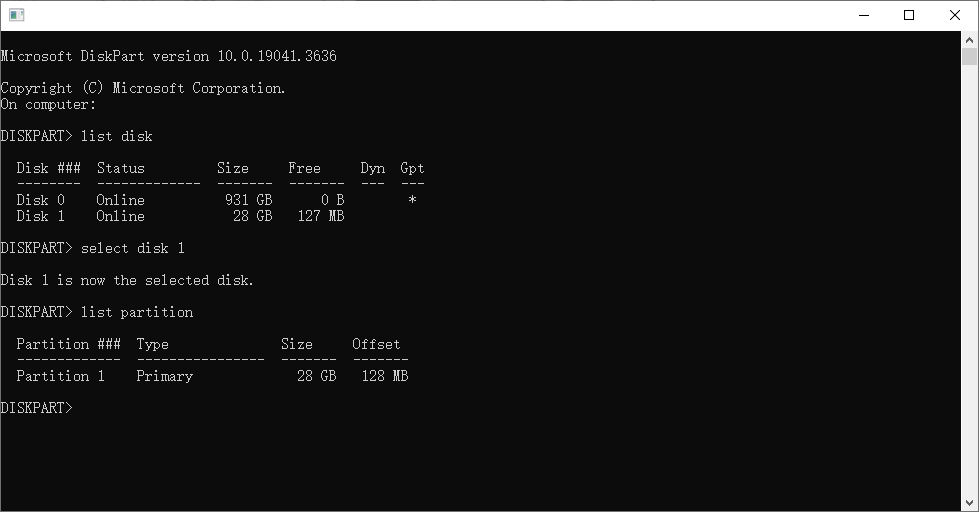 Microsoft DiskPart version 10.0.19041.3636
Copyright (C) Microsoft Corporation.
On computer:
DISKPART> list disk
  Disk ###  Status         Size     Free     Dyn  Gpt
  --------  -------------  -------  -------  ---  ---
  Disk 0    Online          931 GB      0 B        *
  Disk 1    Online           28 GB   127 MB
DISKPART> select disk 1
Disk 1 is now the selected disk.
DISKPART> list partition
  Partition ###  Type              Size     Offset
  -------------  ----------------  -------  -------
  Partition 1    Primary             28 GB   128 MB
DISKPART>